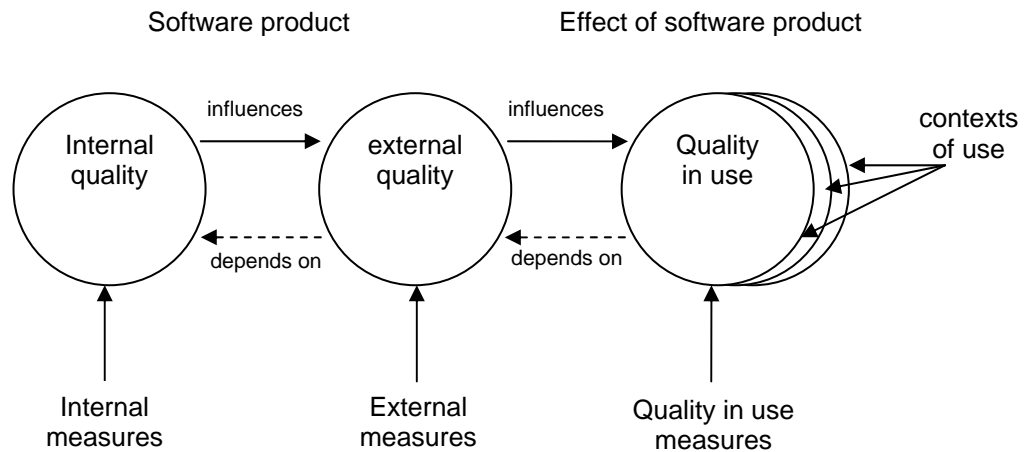 Software product
Effect of software product
influences
influences
Internal
quality
external
quality
Quality
in use
contexts
of use
depends on
depends on
Internal
measures
External
measures
Quality in use
measures